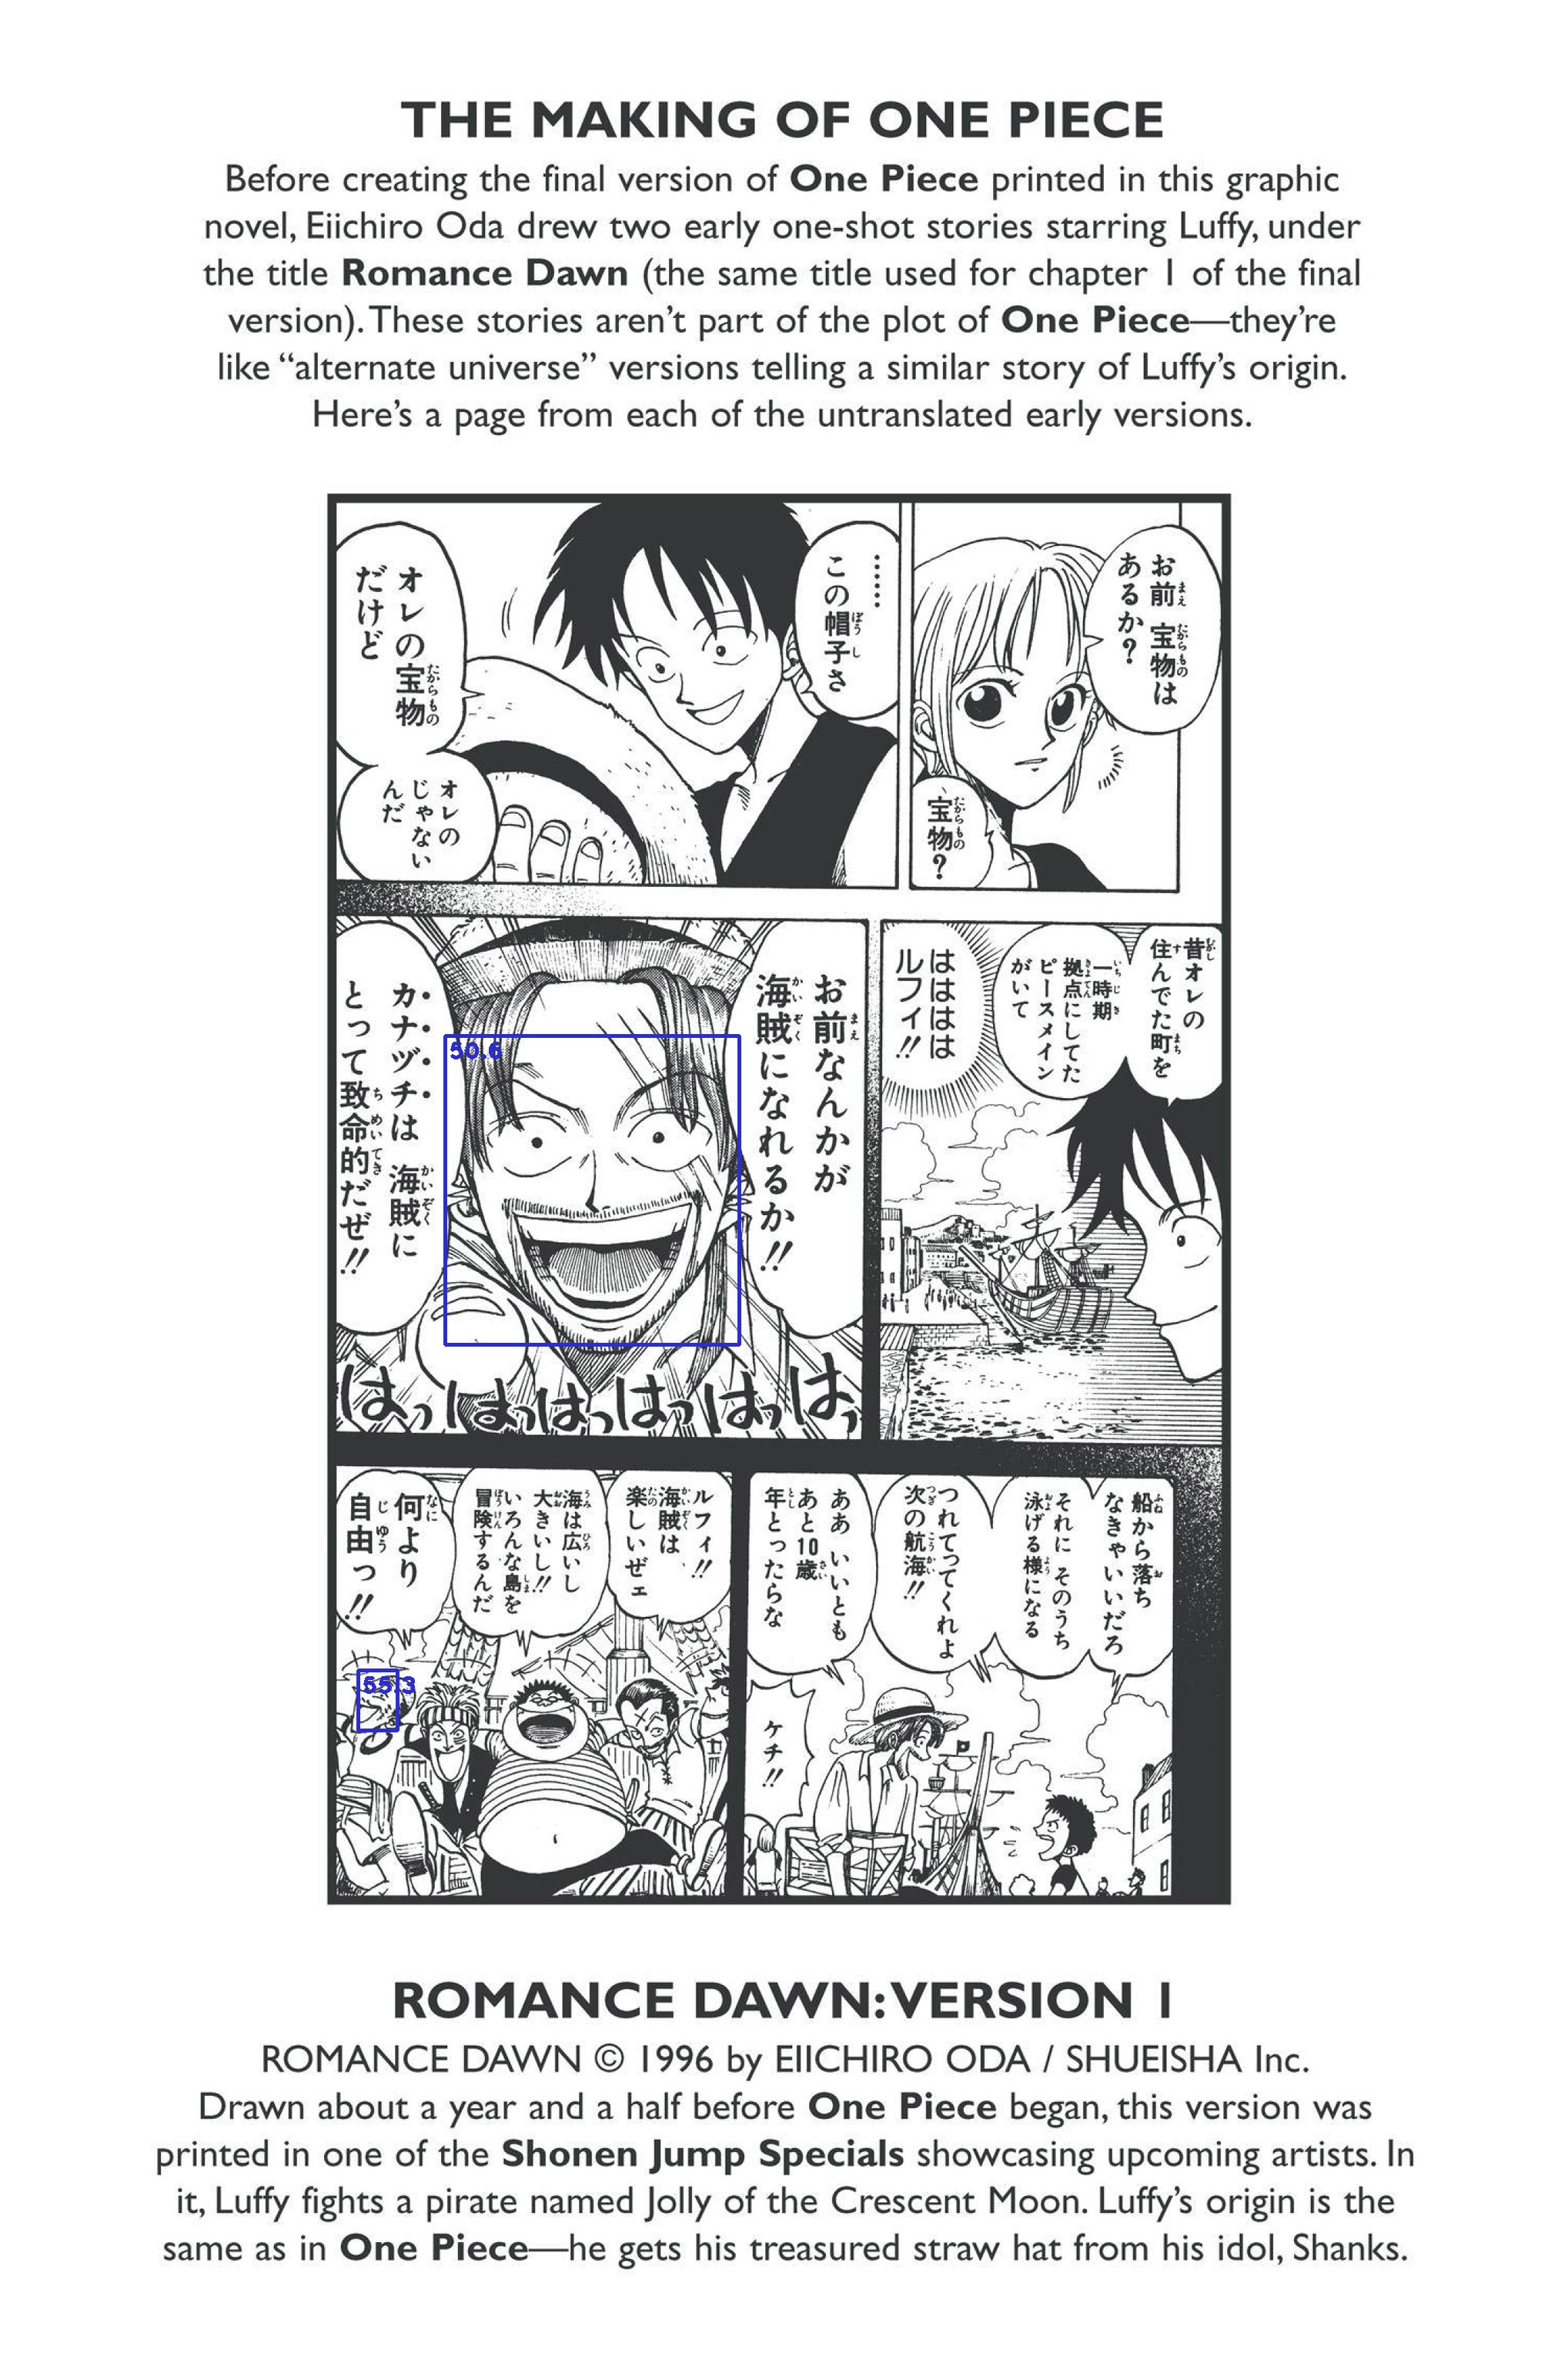 THE MAKING OF ONE PIECE
Before creating the final version of One Piece printed in this graphic
novel, Eiichiro Oda drew two early one-shot stories starring Luffy, under
the title Romance Dawn (the same title used for chapter 1 of the final
version). These stories aren't part of the plot of One Piece—they're
like “alternate universe” versions telling a similar story of Luffy's origin.
Here's a page from each of the untranslated early versions.
お前 宝物は
あるか?
宝物?
……
この帽子さ
オレの宝物
だけど
オレの
じゃない
んだ
昔オレの
住んでた町を
一時期
拠点にしてた
ピースメイン
がいて
はははは
ルフィ!!
お前なんかが
海賊になれるか!!
カナヅチは 海賊に
とって致命的だぜ!!
はっはっはっはっはっはっ
50.6
船から落ち
なきゃいいだろ
それに そのうち
泳げる様になる
つれてってくれよ
次の航海!!
ああ いいとも
あと10歳
年とったらな
ケチ!!
ルフィ!!
海賊は
楽しいぜェ
海は広いし
大きいし!!
いろんな島を
冒険するんだ
何より
自由っ!!
55.3
ROMANCE DAWN: VERSION 1
ROMANCE DAWN © 1996 by EIICHIRO ODA / SHUEISHA Inc.
Drawn about a year and a half before One Piece began, this version was
printed in one of the Shonen Jump Specials showcasing upcoming artists. In
it, Luffy fights a pirate named Jolly of the Crescent Moon. Luffy's origin is the
same as in One Piece—he gets his treasured straw hat from his idol, Shanks.